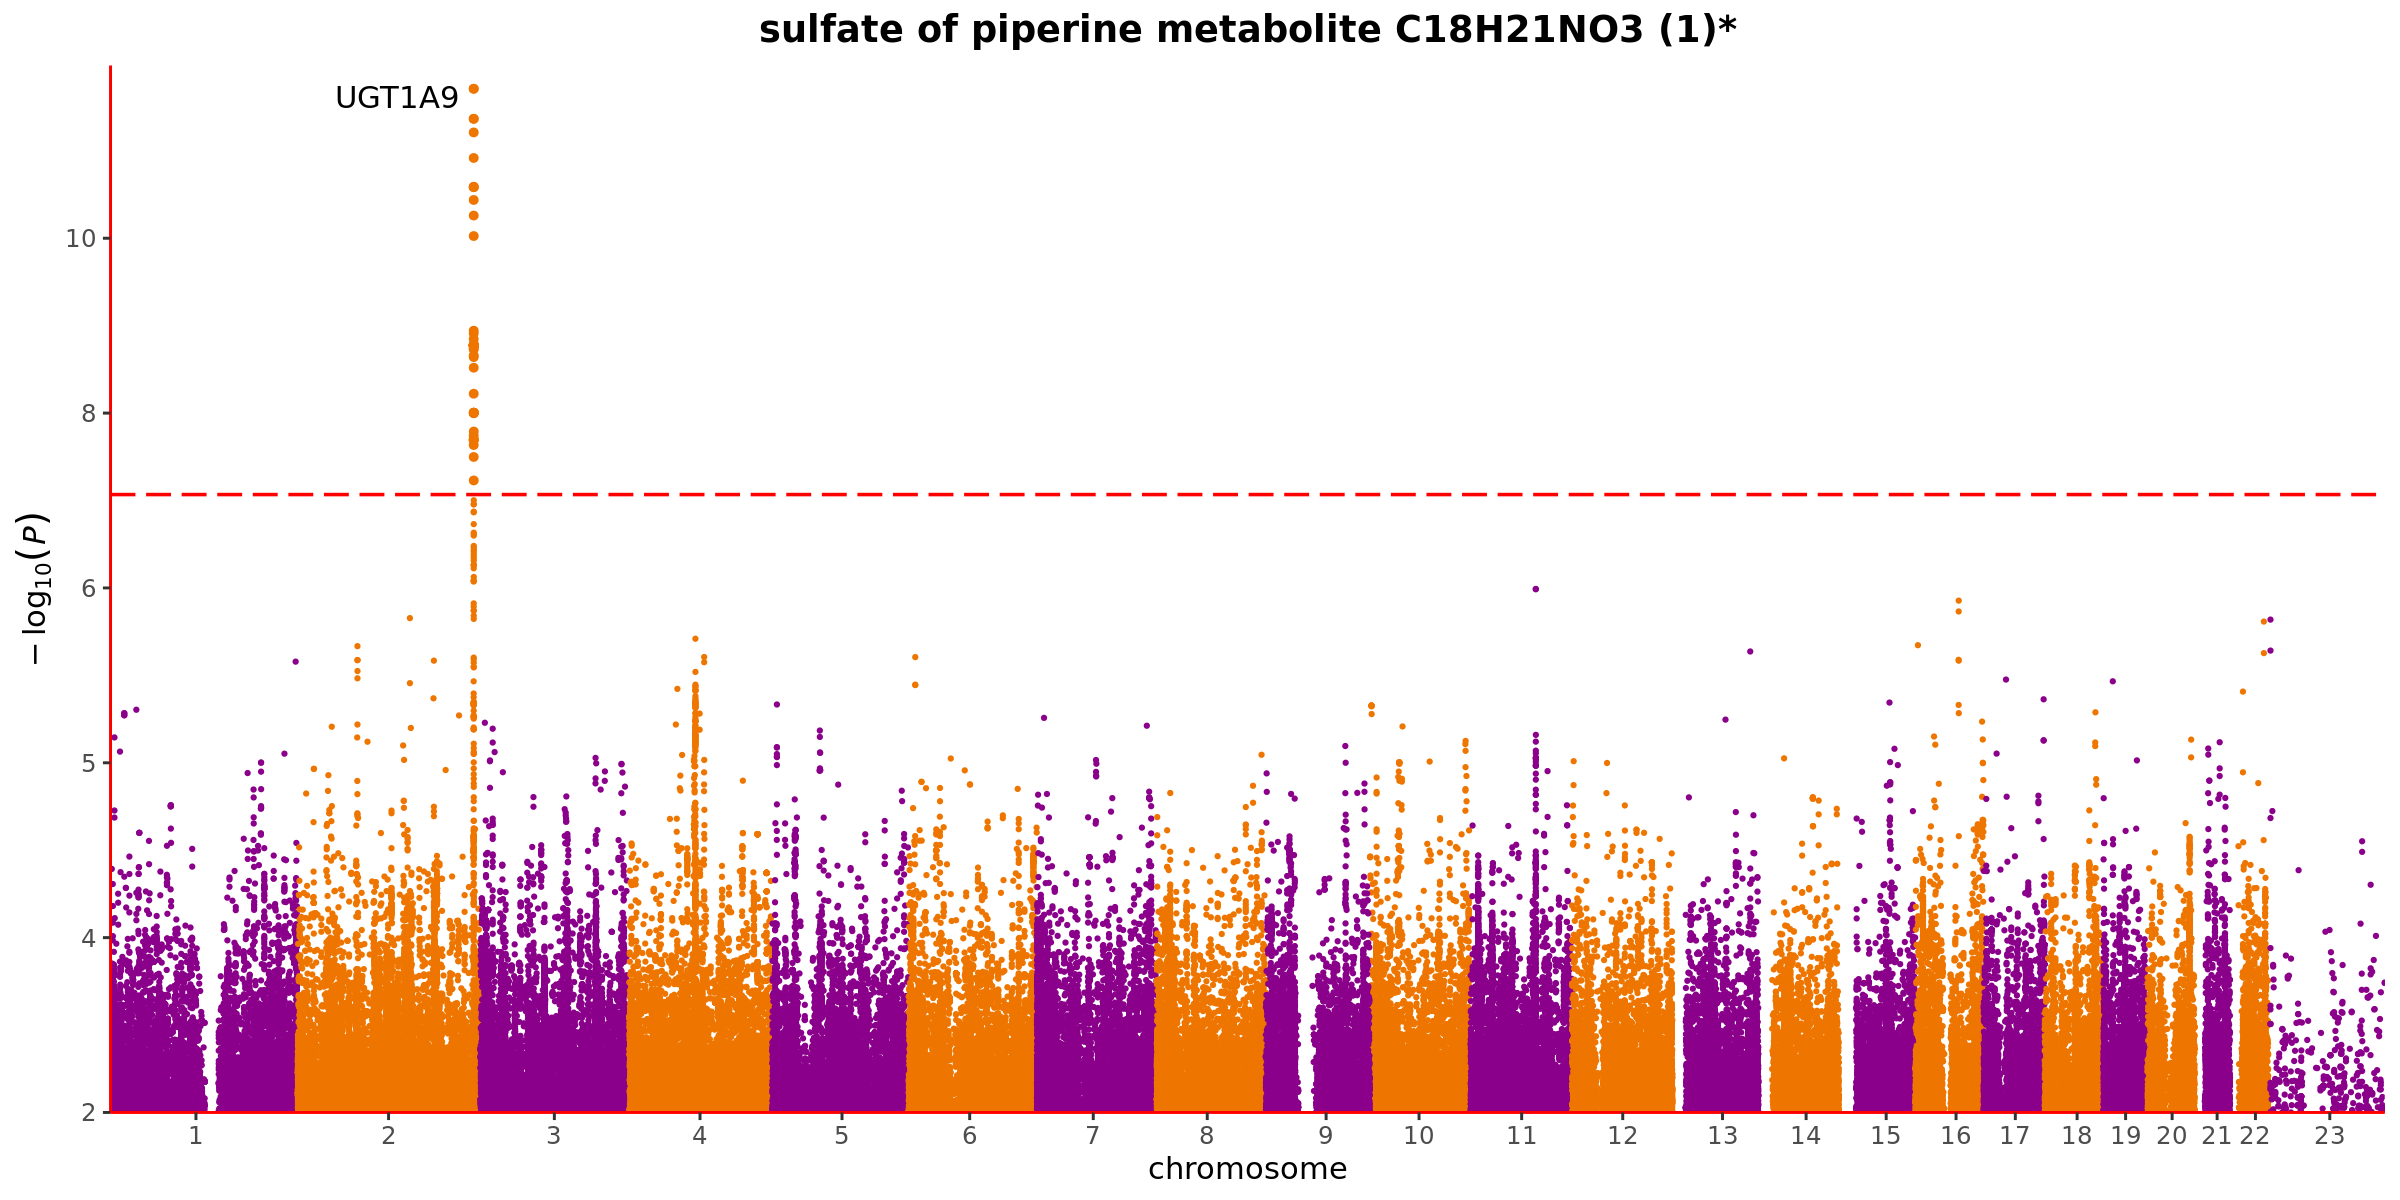 sulfate of piperine metabolite C18H21NO3 (1)*
UGT1A9
10
8
6
5
4
2
−log10(P)
1 2 3 4 5 6 7 8 9 10 11 12 13 14 15 16 17 18 19 20 21 22 23
chromosome